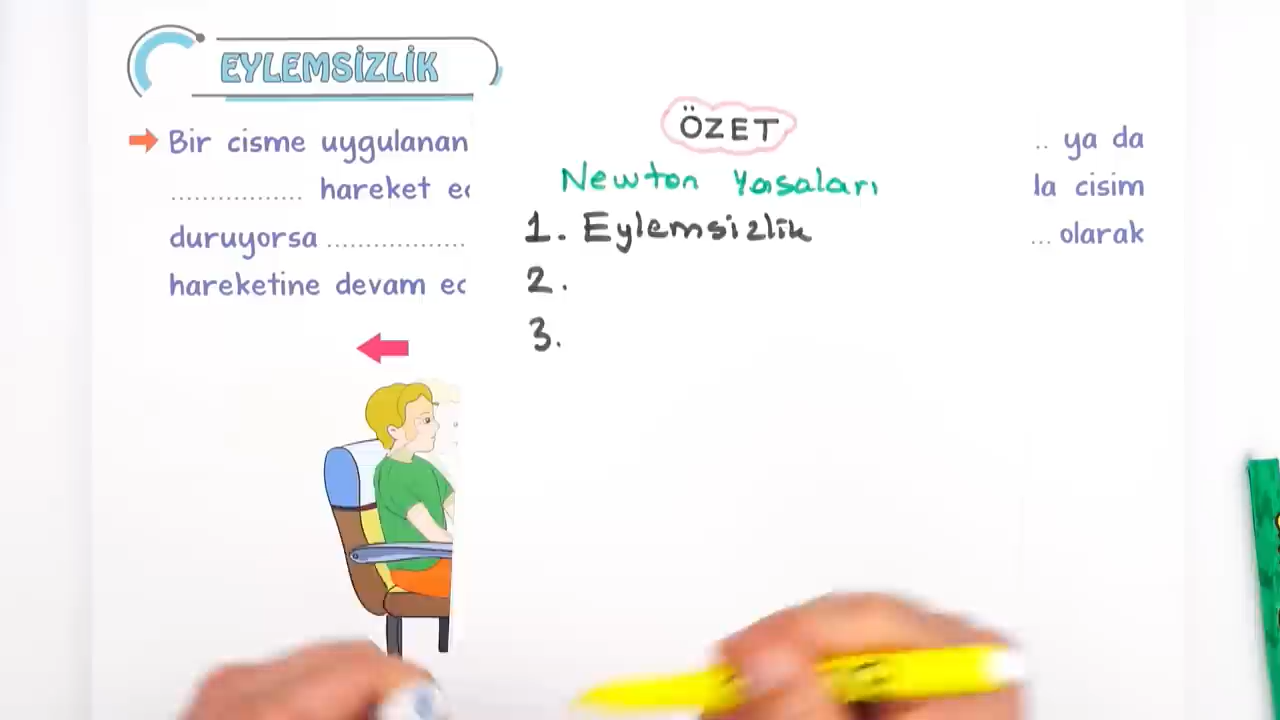 EYLEMSİZLİK
Bir cisme uygulanan
................. hareket
duruyorsa .................
hareketine devam
ÖZET
Newton Yasaları
1. Eylemsizlik
2.
3.
.. ya da
cisim
... olarak